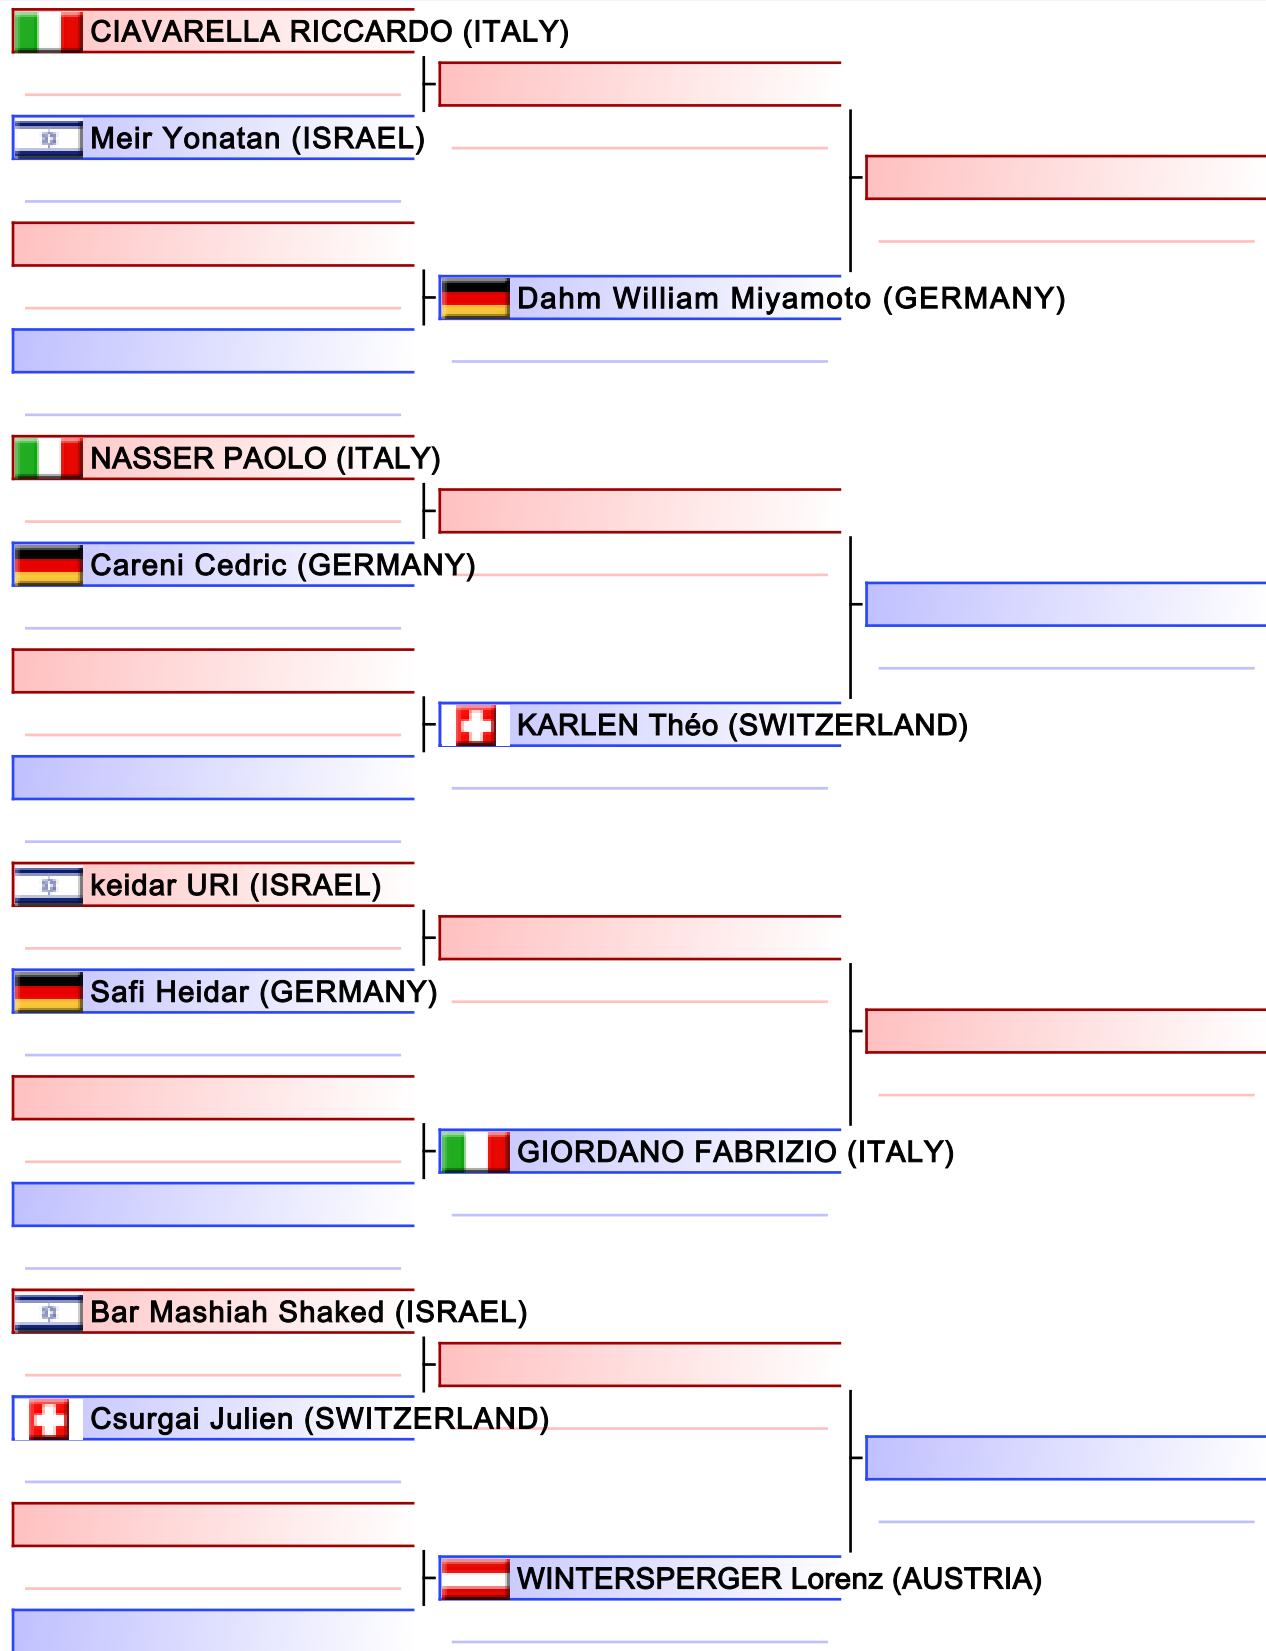 CIAVARELLA RICCARDO (ITALY)
Meir Yonatan (ISRAEL)
Dahm William Miyamoto (GERMANY)
NASSER PAOLO (ITALY)
Careni Cedric (GERMANY)
KARLEN Théo (SWITZERLAND)
keidar URI (ISRAEL)
Safi Heidar (GERMANY)
GIORDANO FABRIZIO (ITALY)
Bar Mashiah Shaked (ISRAEL)
Csurgai Julien (SWITZERLAND)
WINTERSPERGER Lorenz (AUSTRIA)